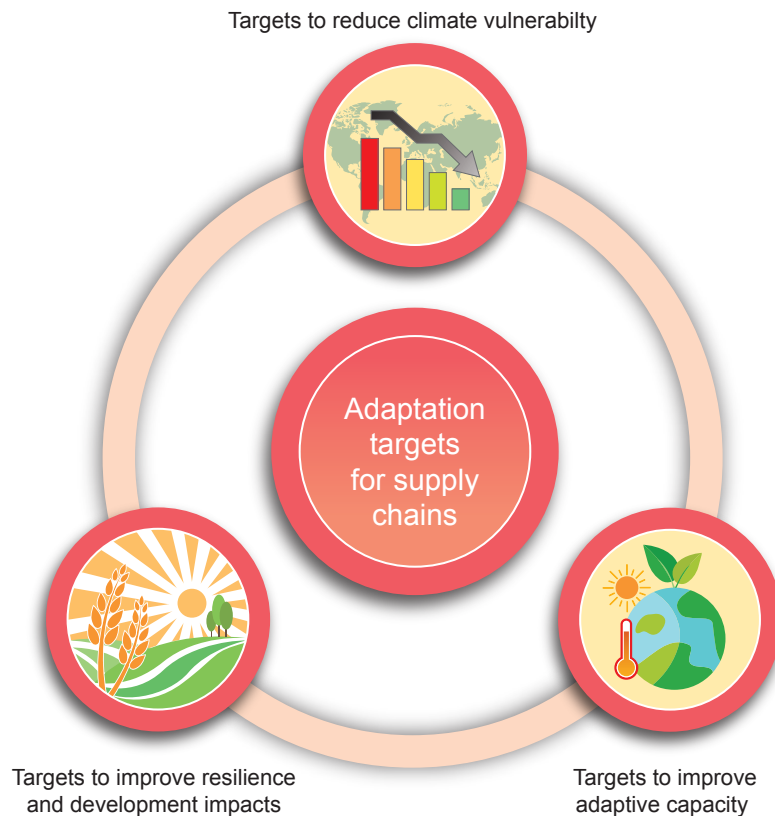 Targets to reduce climate vulnerabilty
Adaptation
targets
for supply
chains
Targets to improve resilience
and development impacts
Targets to improve
adaptive capacity